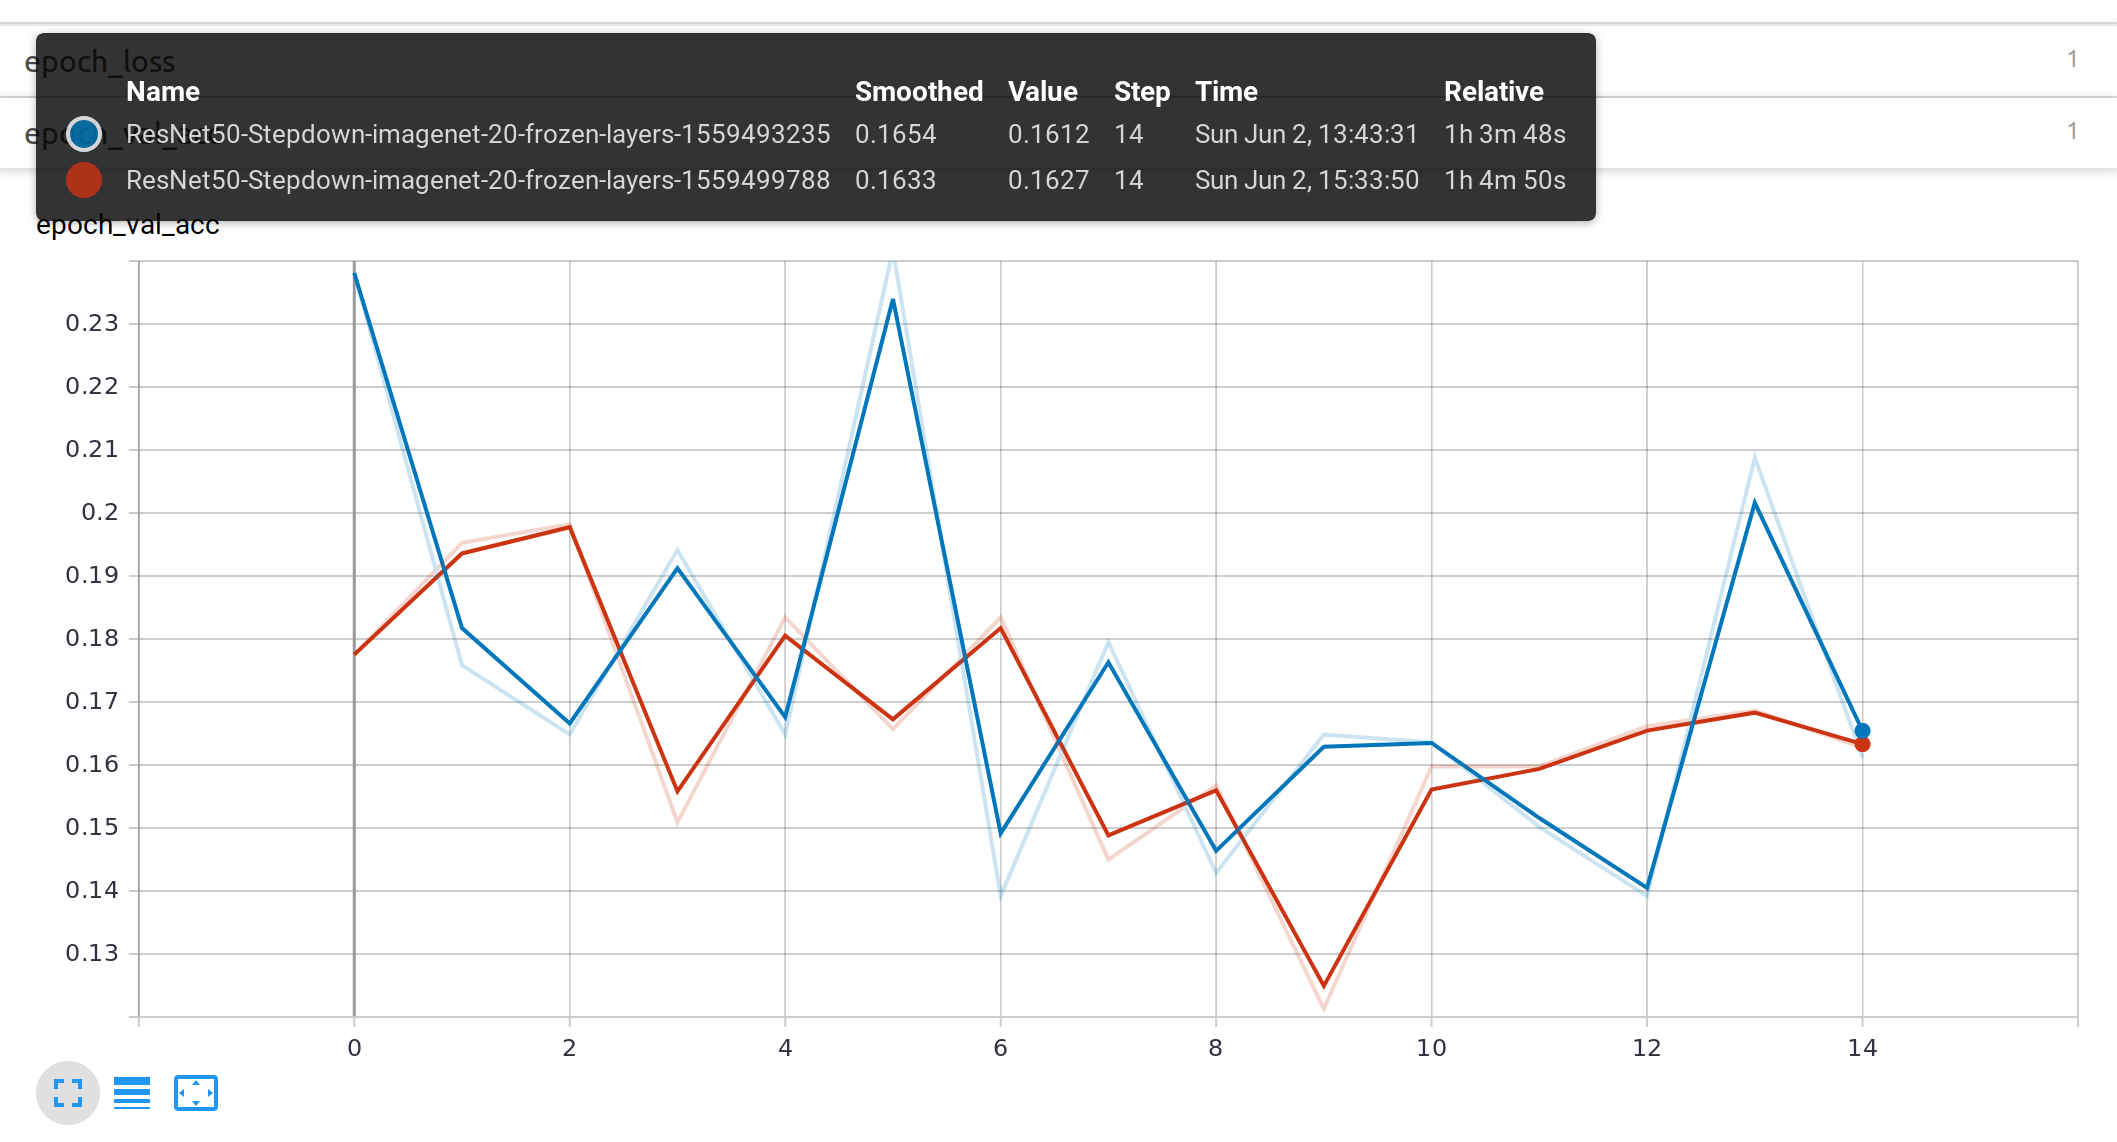 epoch_loss 1
Name Smoothed Value Step Time Relative
ResNet50-Stepdown-imagenet-20-frozen-layers-1559493235 0.1654 0.1612 14 Sun Jun 2, 13:43:31 1h 3m 48s
1
ResNet50-Stepdown-imagenet-20-frozen-layers-1559499788 0.1633 0.1627 14 Sun Jun 2, 15:33:50 1h 4m 50s
epoch_val_acc
0.23
0.22
0.21
0.2
0.19
0.18
0.17
0.16
0.15
0.14
0.13
0 2 4 6 8 10 12 14